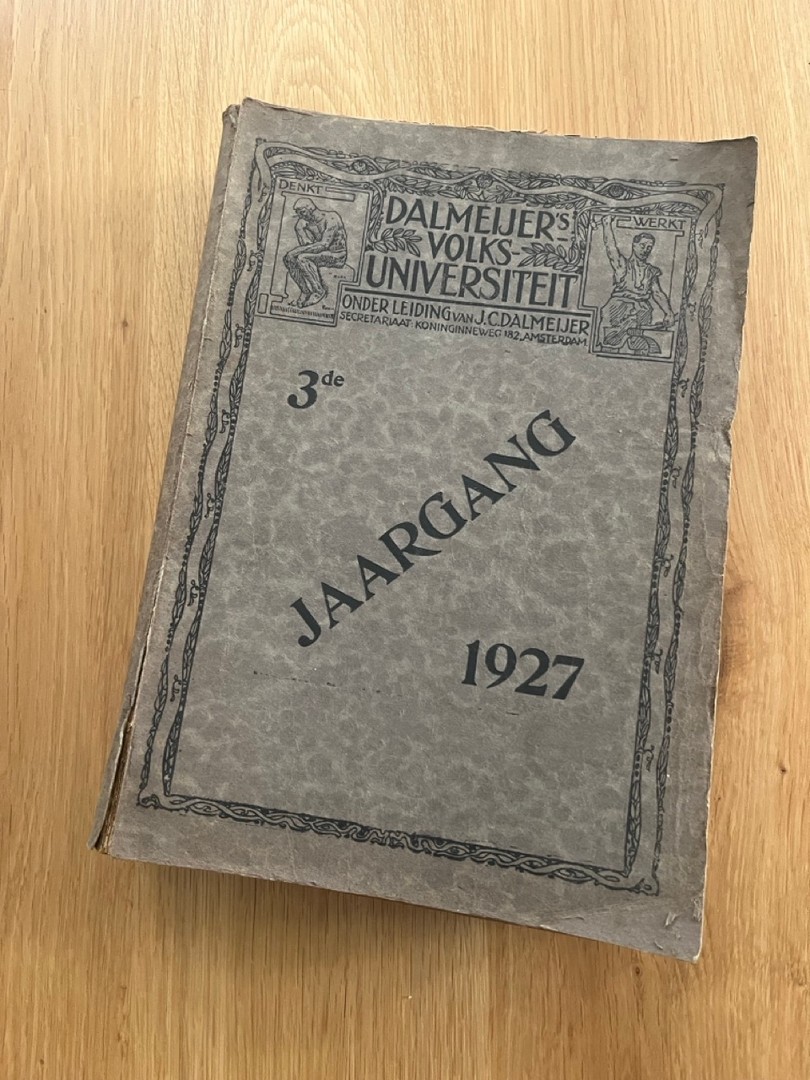 DENKT
DALMEIJER'S
VOLKS-
UNIVERSITEIT
WERKT
ONDER LEIDING VAN J.C. DALMEIJER
SECRETARIAAT KONINGINNEWEG 182, AMSTERDAM
3de
JAARGANG
1927